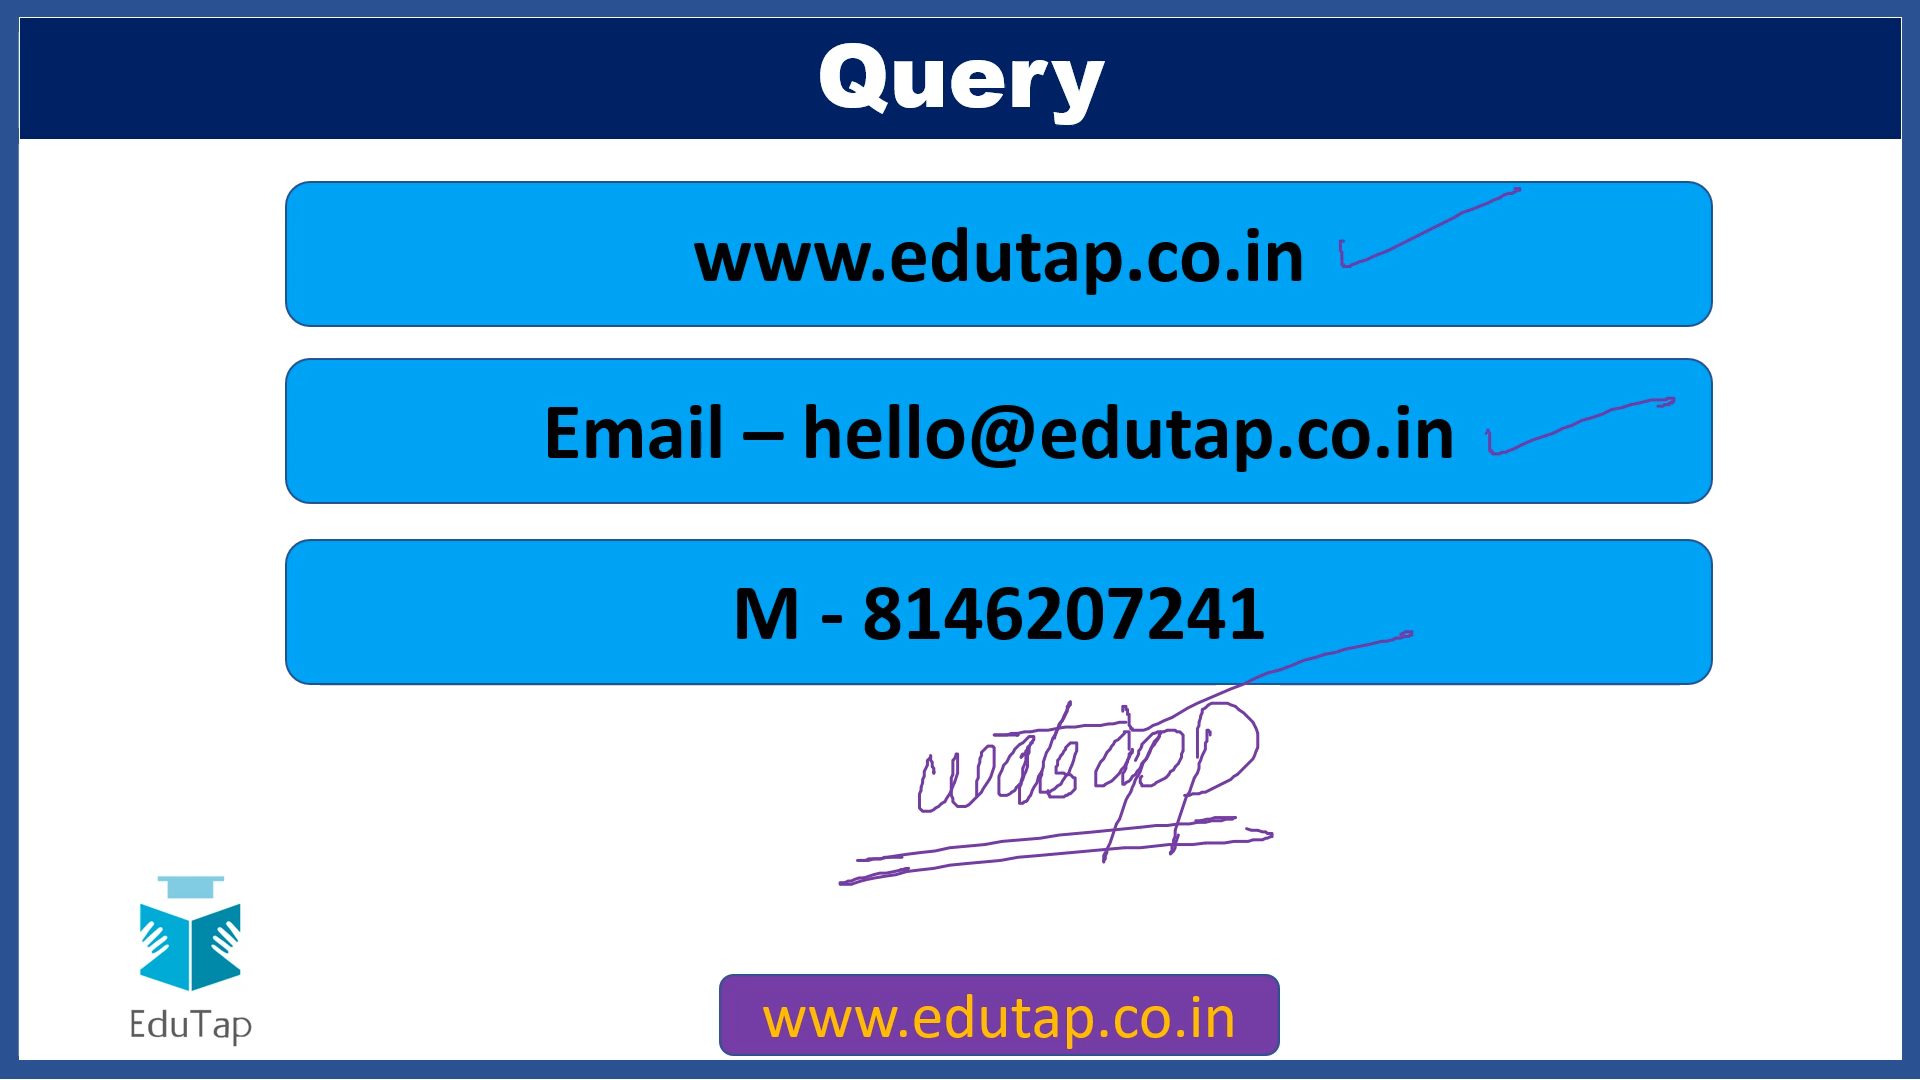 Query
www.edutap.co.in
Email – hello@edutap.co.in
M - 8146207241
watsapp
EduTap
www.edutap.co.in